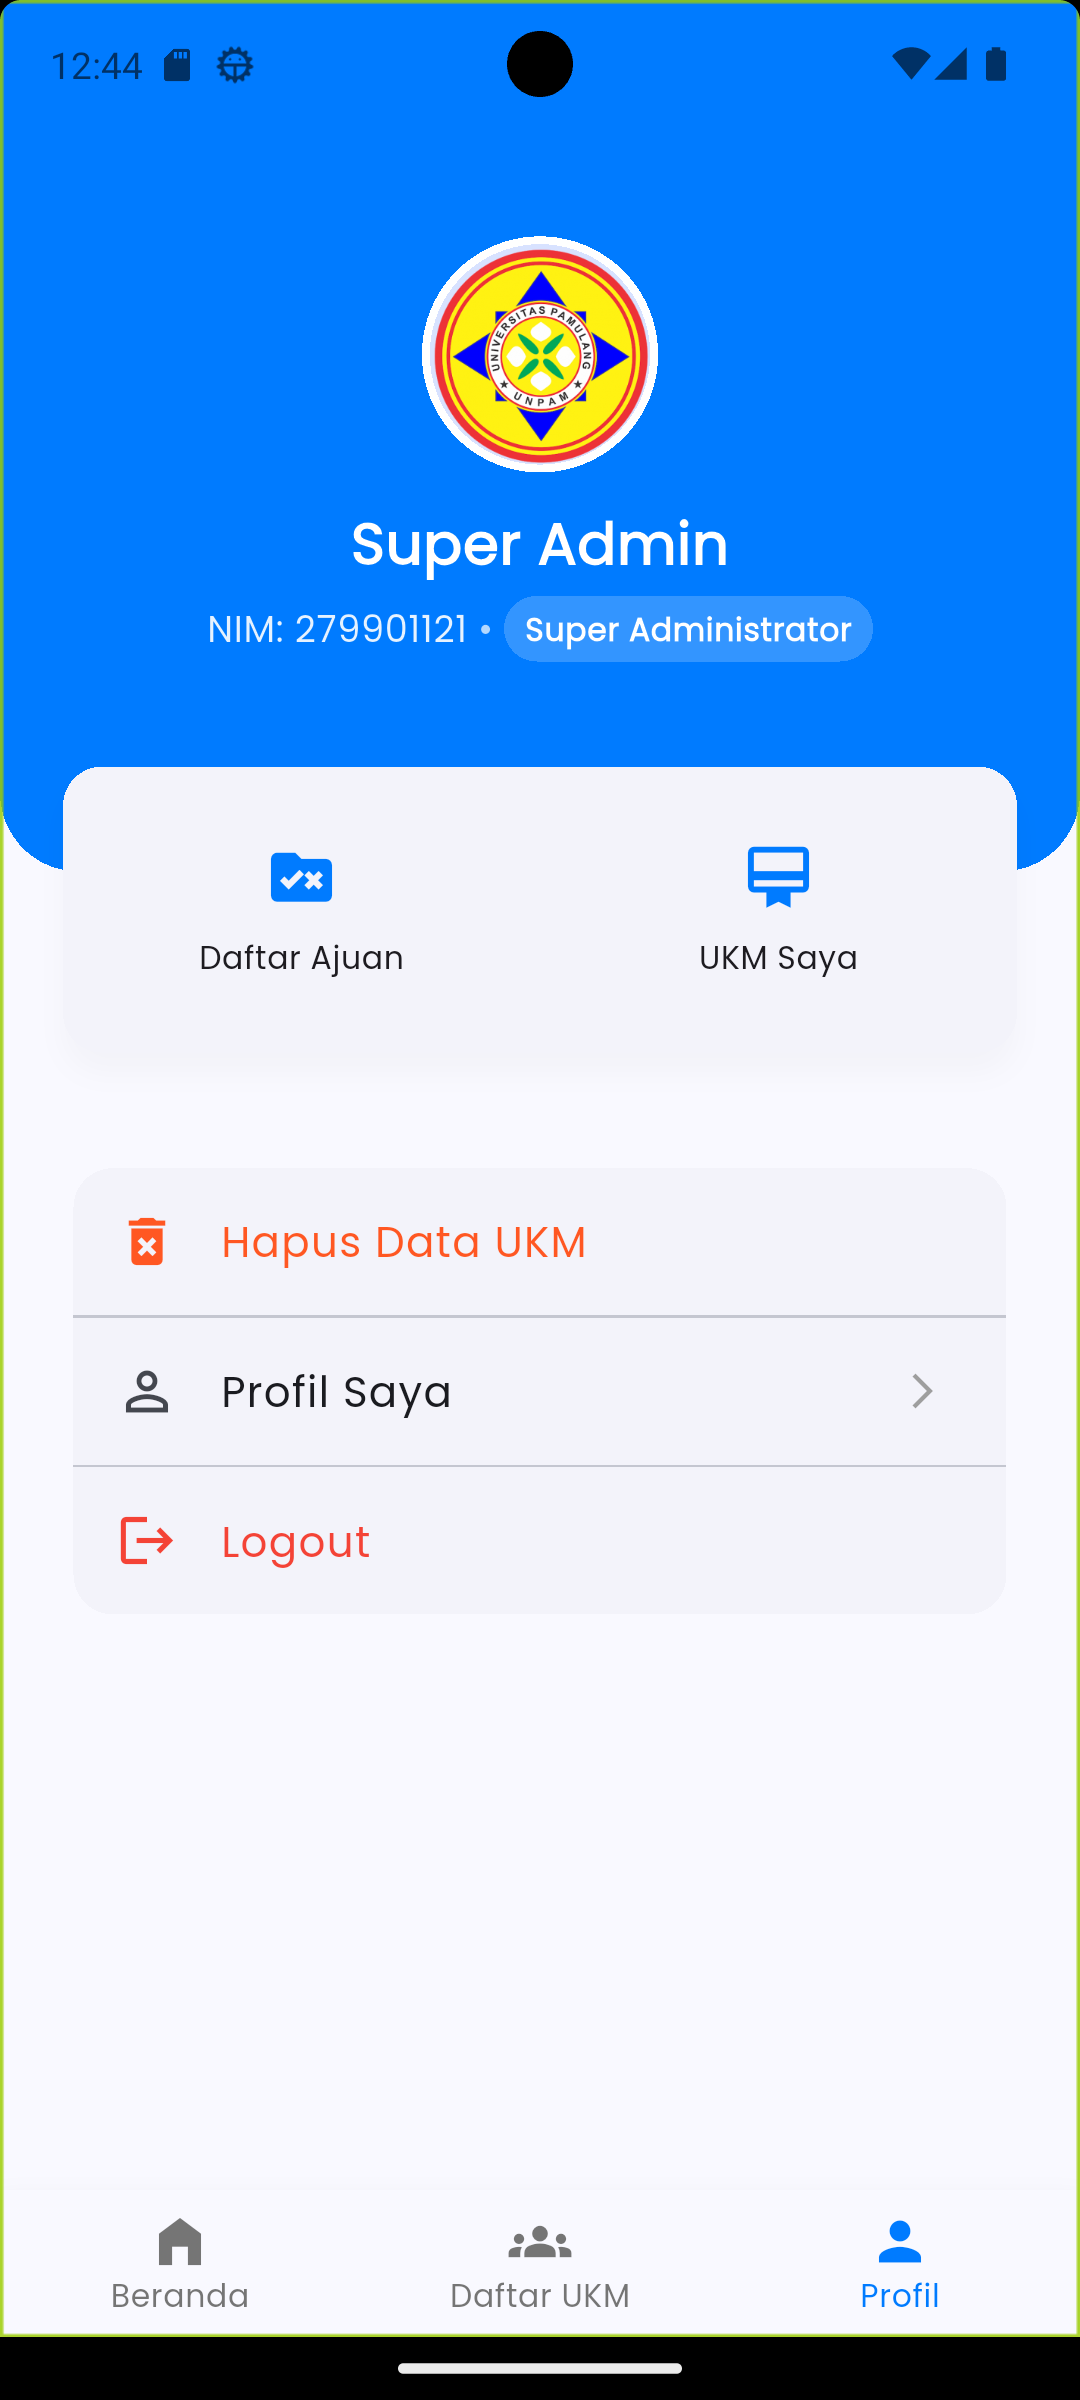 12:44
UNIVERSITAS PAMULANG
★ UNPAM ★
Super Admin
NIM: 279901121 • Super Administrator
Daftar Ajuan
UKM Saya
Hapus Data UKM
Profil Saya
Logout
Beranda
Daftar UKM
Profil